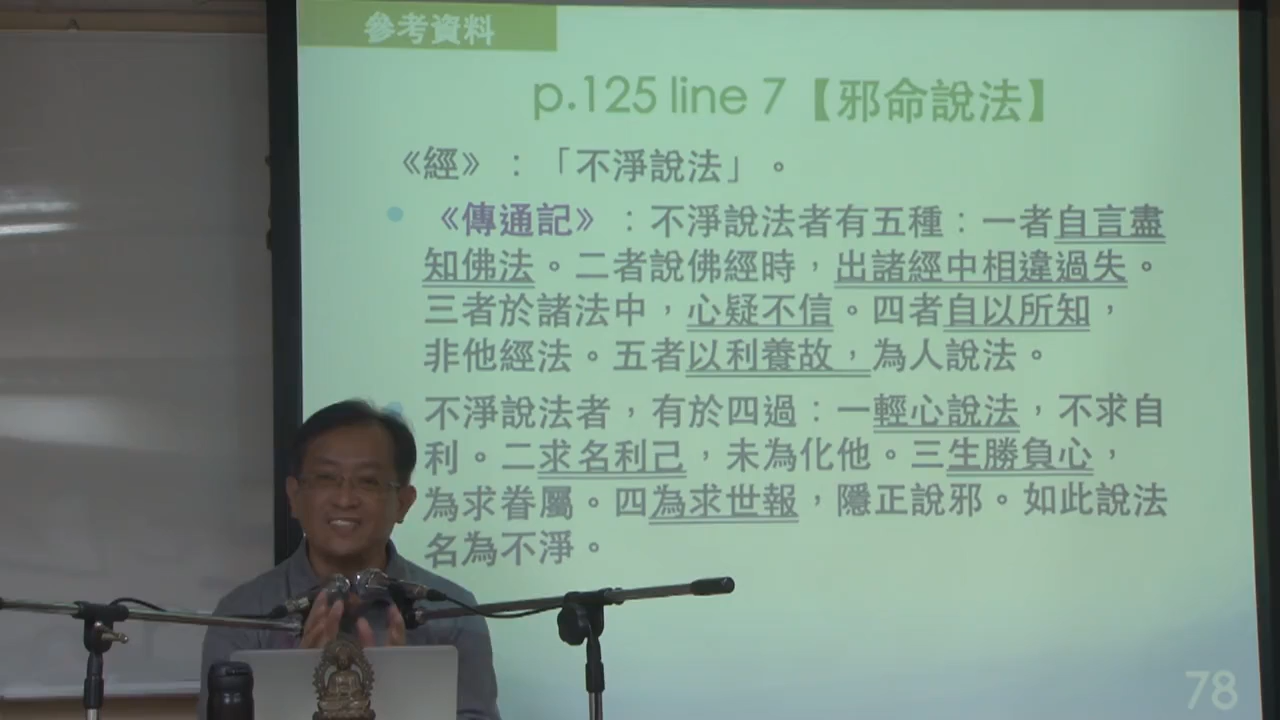 參考資料
p.125 line 7【邪命說法】
《經》：「不淨說法」。
《傳通記》：不淨說法者有五種：一者自言盡
知佛法。二者說佛經時，出諸經中相違過失。
三者於諸法中，心疑不信。四者自以所知，
非他經法。五者以利養故，為人說法。
不淨說法者，有於四過：一輕心說法，不求自
利。二求名利己，未為化他。三生勝負心，
為求眷屬。四為求世報，隱正說邪。如此說法
名為不淨。
78